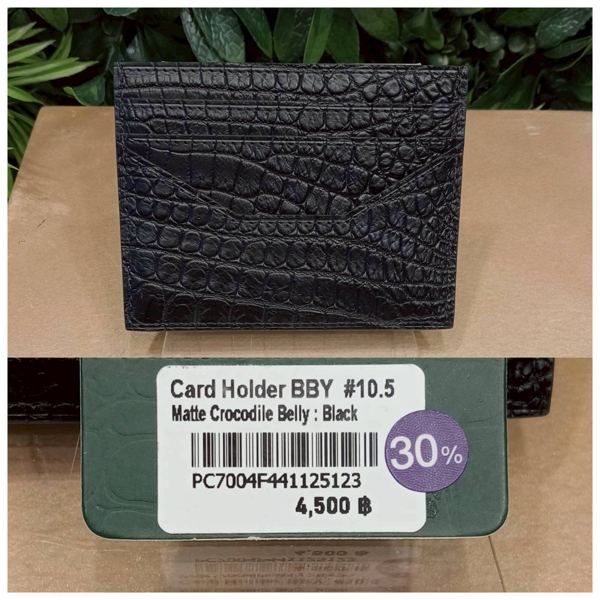 Card Holder BBY #10.5
Matte Crocodile Belly : Black
30%
PC7004F441125123
4,500 ฿